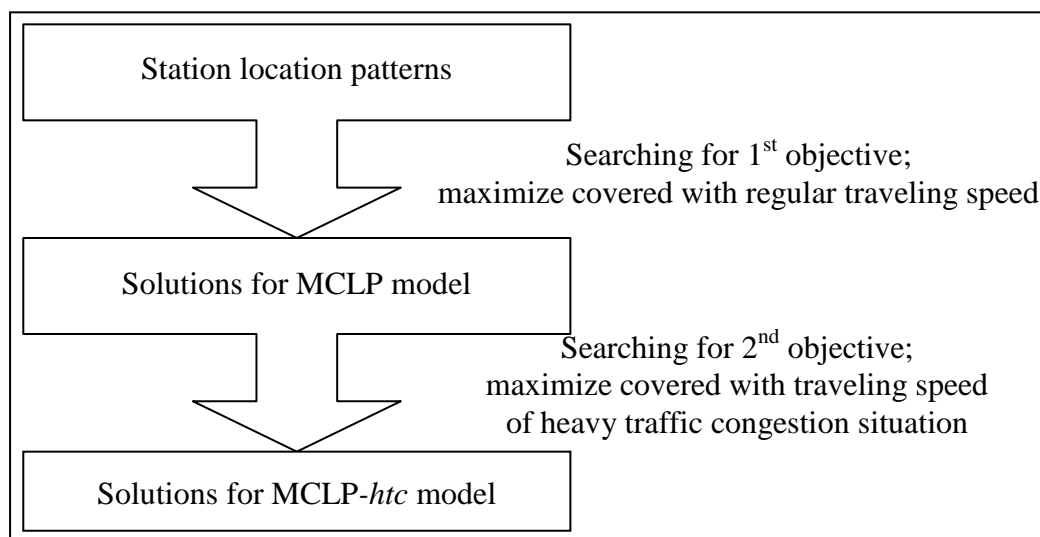 Station location patterns
Searching for 1st objective;
maximize covered with regular traveling speed
Solutions for MCLP model
Searching for 2nd objective;
maximize covered with traveling speed
of heavy traffic congestion situation
Solutions for MCLP-htc model